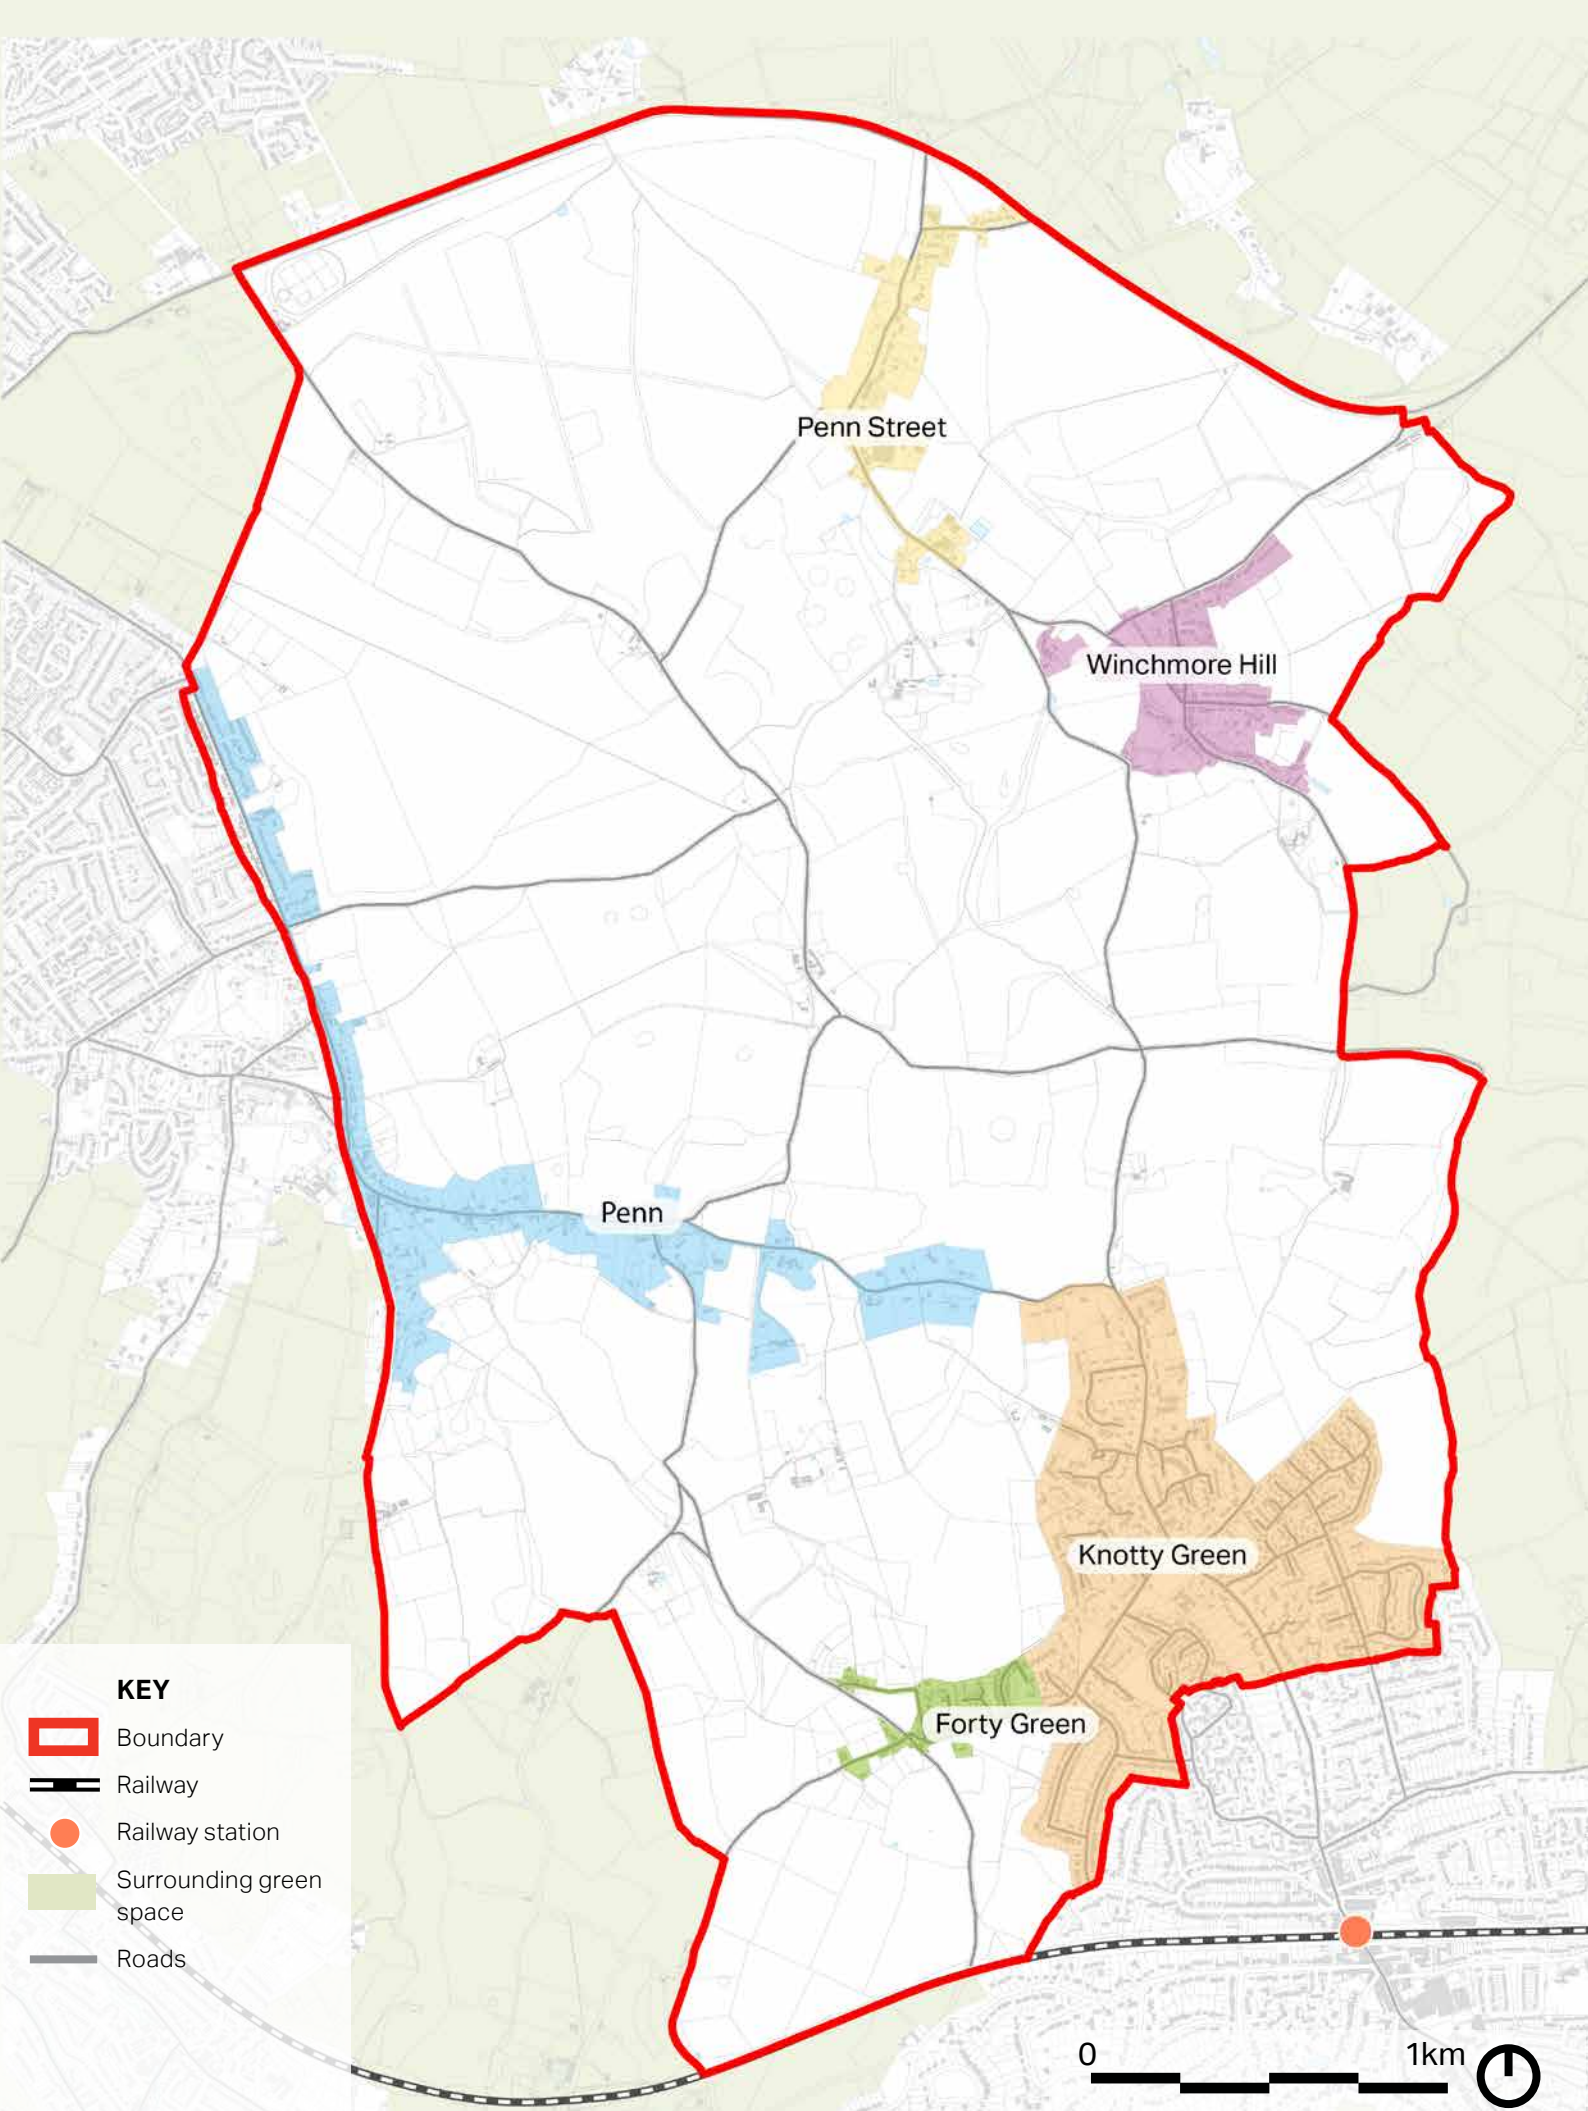 Penn Street
Winchmore Hill
Penn
Knotty Green
Forty Green
KEY
Boundary
Railway
Railway station
Surrounding green
space
Roads
0 1km